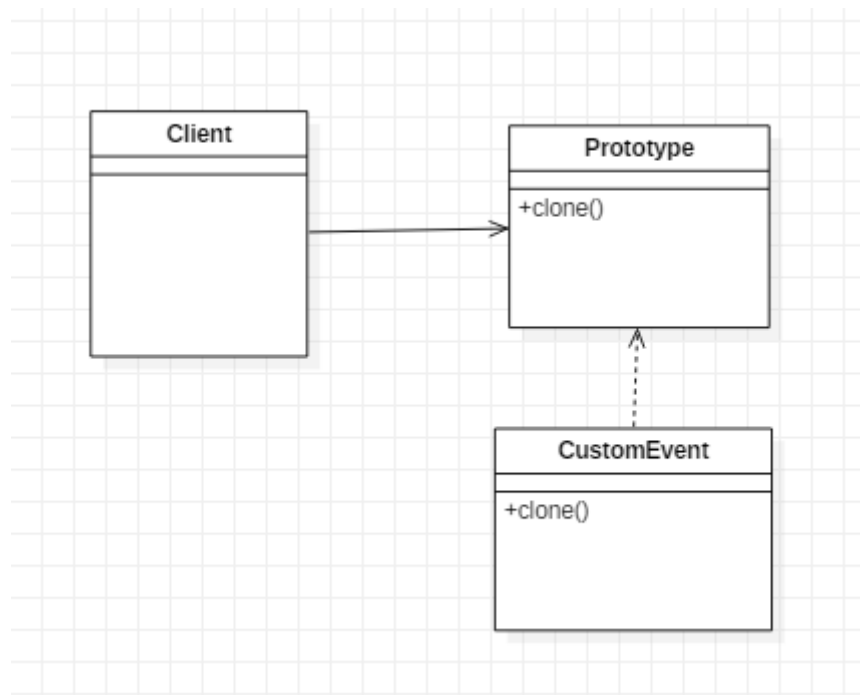 Client
Prototype
+clone()
CustomEvent
+clone()